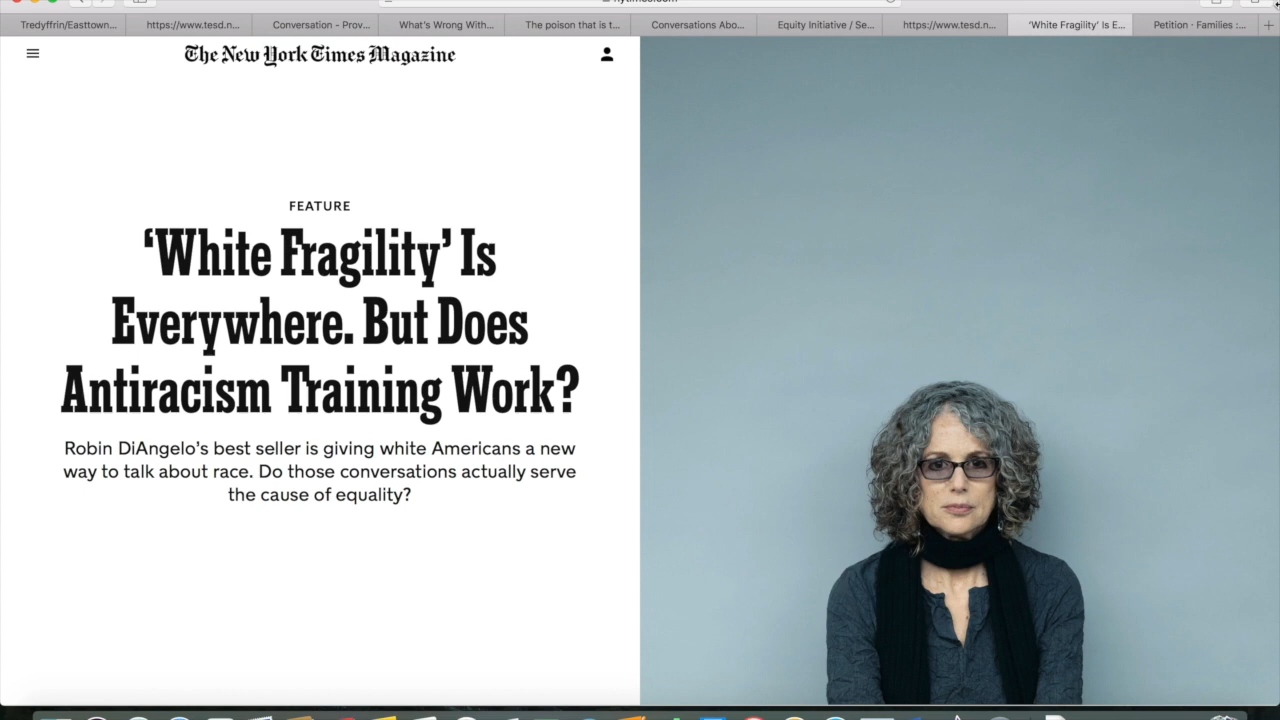 Tredyffrin/Easttown...
https://www.tesd.n...
Conversation - Prov...
What's Wrong With...
The poison that is t...
Conversations Abo...
Equity Initiative / Se...
https://www.tesd.n...
‘White Fragility’ Is E...
Petition · Families :...
The New York Times Magazine
FEATURE
‘White Fragility’ Is
Everywhere. But Does
Antiracism Training Work?
Robin DiAngelo’s best seller is giving white Americans a new
way to talk about race. Do those conversations actually serve
the cause of equality?